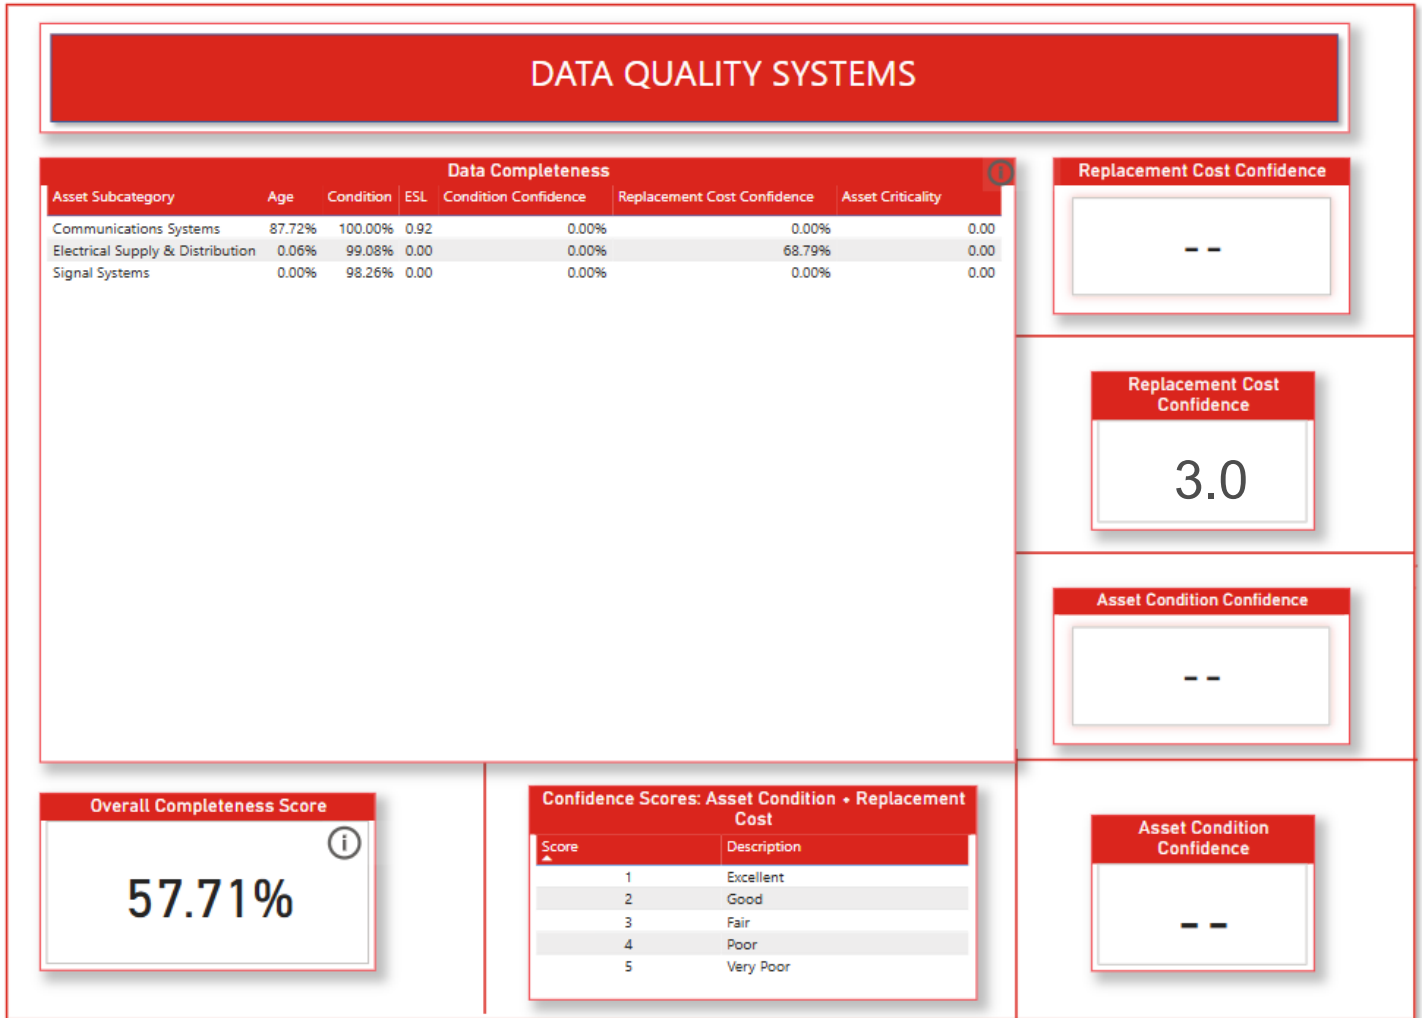 DATA QUALITY SYSTEMS
Data Completeness
Asset Subcategory Age Condition ESL Condition Confidence Replacement Cost Confidence Asset Criticality
Communications Systems 87.72% 100.00% 0.92 0.00% 0.00% 0.00
Electrical Supply & Distribution 0.06% 99.08% 0.00 0.00% 68.79% 0.00
Signal Systems 0.00% 98.26% 0.00 0.00% 0.00% 0.00
Replacement Cost Confidence
--
Replacement Cost
Confidence
3.0
Asset Condition Confidence
--
Overall Completeness Score
57.71%
Confidence Scores: Asset Condition + Replacement
Cost
Score Description
1 Excellent
2 Good
3 Fair
4 Poor
5 Very Poor
Asset Condition
Confidence
--